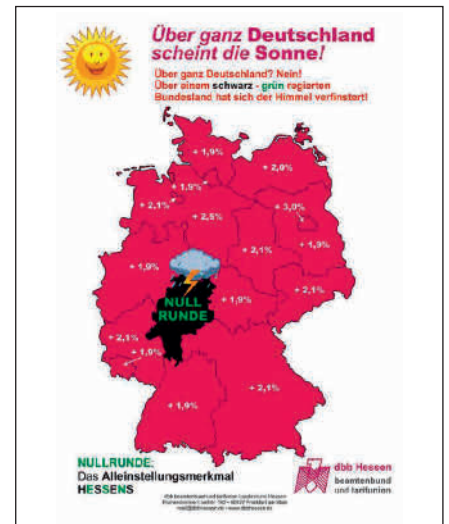 Über ganz Deutschland
scheint die Sonne!
Über ganz Deutschland? Nein!
Über einem schwarz - grün regierten
Bundesland hat sich der Himmel verfinstert!
+ 1,9%
+ 2,0%
+ 1,9%
+ 2,1%
+ 2,5%
+ 3,0%
+ 2,1%
+ 1,9%
+ 1,9%
NULL
RUNDE
+ 1,9%
+ 2,1%
+ 2,1%
+ 1,9%
+ 2,1%
+ 1,9%
NULLRUNDE:
Das Alleinstellungsmerkmal
HESSENS
dbb Hessen
beamtenbund
und tarifunion